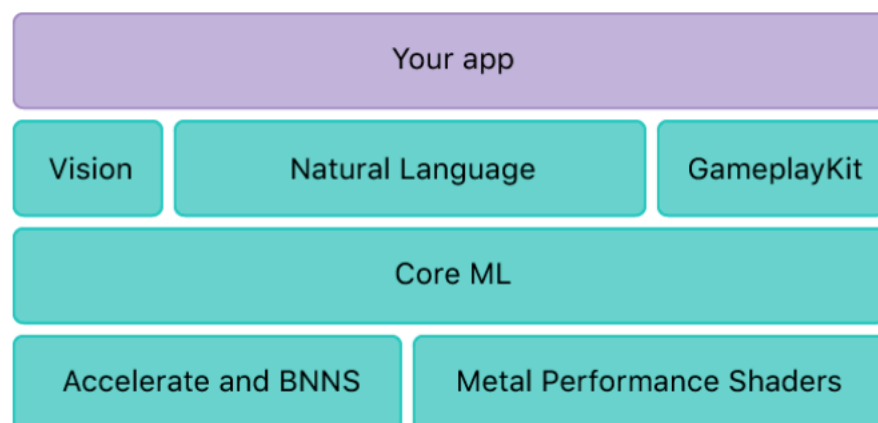 Your app
Vision Natural Language GameplayKit
Core ML
Accelerate and BNNS Metal Performance Shaders